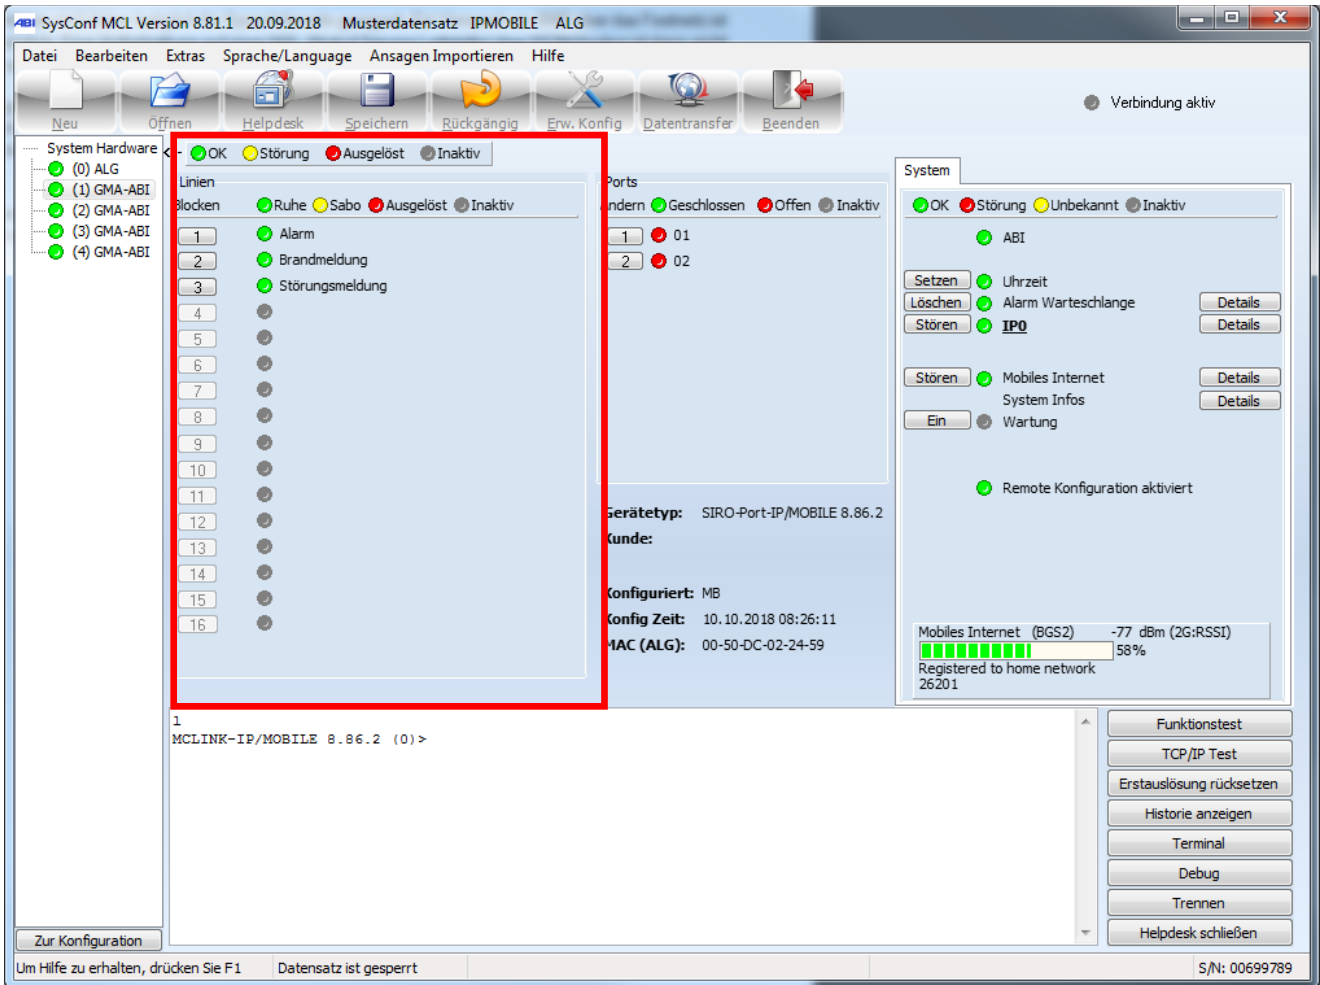 ABI SysConf MCL Version 8.81.1 20.09.2018 Musterdatensatz IPMOBILE ALG
Datei Bearbeiten Extras Sprache/Language Ansagen Importieren Hilfe
Neu Öffnen Helpdesk Speichern Rückgängig Erw. Konfig Datentransfer Beenden
Verbindung aktiv
System Hardware
(0) ALG
(1) GMA-ABI
(2) GMA-ABI
(3) GMA-ABI
(4) GMA-ABI
OK Störung Ausgelöst Inaktiv
Linien
Blocken Ruhe Sabo Ausgelöst Inaktiv
1 Alarm
2 Brandmeldung
3 Störungsmeldung
4
5
6
7
8
9
10
11
12
13
14
15
16
Ports
Ändern Geschlossen Offen Inaktiv
1 01
2 02
Gerätetyp: SIRO-Port-IP/MOBILE 8.86.2
Kunde:
Konfiguriert: MB
Konfig Zeit: 10.10.2018 08:26:11
MAC (ALG): 00-50-DC-02-24-59
System
OK Störung Unbekannt Inaktiv
ABI
Setzen Uhrzeit
Löschen Alarm Warteschlange Details
Stören IP0 Details
Stören Mobiles Internet Details
System Infos Details
Ein Wartung
Remote Konfiguration aktiviert
Mobiles Internet (BGS2) -77 dBm (2G:RSSI)
58%
Registered to home network
26201
1
MCLINK-IP/MOBILE 8.86.2 (0)>
Funktionstest
TCP/IP Test
Erstauslösung rücksetzen
Historie anzeigen
Terminal
Debug
Trennen
Helpdesk schließen
Zur Konfiguration
Um Hilfe zu erhalten, drücken Sie F1 Datensatz ist gesperrt S/N: 00699789